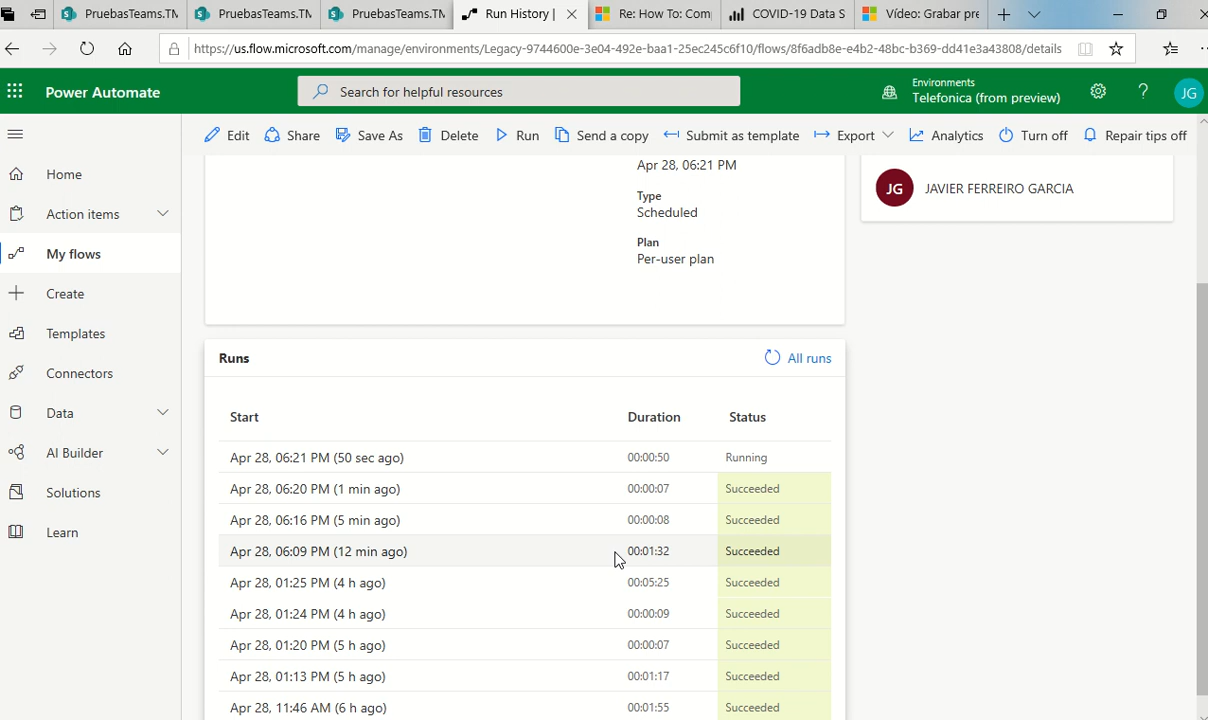 PruebasTeams.TM
PruebasTeams.TM
PruebasTeams.TM
Run History |
Re: How To: Comp
COVID-19 Data S
Vídeo: Grabar pre
https://us.flow.microsoft.com/manage/environments/Legacy-9744600e-3e04-492e-baa1-25ec245c6f10/flows/8f6adb8e-e4b2-48bc-b369-dd41e3a43808/details
Power Automate
Search for helpful resources
Environments
Telefonica (from preview)
?
JG
Edit
Share
Save As
Delete
Run
Send a copy
Submit as template
Export
Analytics
Turn off
Repair tips off
Home
Action items
My flows
Create
Templates
Connectors
Data
AI Builder
Solutions
Learn
Apr 28, 06:21 PM
Type
Scheduled
Plan
Per-user plan
JG JAVIER FERREIRO GARCIA
Runs
All runs
Start Duration Status
Apr 28, 06:21 PM (50 sec ago) 00:00:50 Running
Apr 28, 06:20 PM (1 min ago) 00:00:07 Succeeded
Apr 28, 06:16 PM (5 min ago) 00:00:08 Succeeded
Apr 28, 06:09 PM (12 min ago) 00:01:32 Succeeded
Apr 28, 01:25 PM (4 h ago) 00:05:25 Succeeded
Apr 28, 01:24 PM (4 h ago) 00:00:09 Succeeded
Apr 28, 01:20 PM (5 h ago) 00:00:07 Succeeded
Apr 28, 01:13 PM (5 h ago) 00:01:17 Succeeded
Apr 28, 11:46 AM (6 h ago) 00:01:55 Succeeded